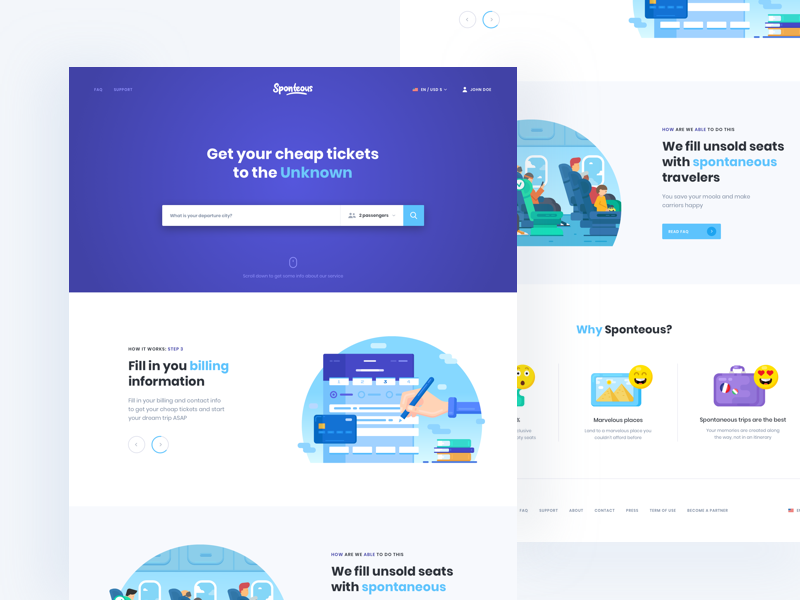 FAQ
SUPPORT
Sponteous
EN / USD $
JOHN DOE
Get your cheap tickets
to the Unknown
What is your departure city?
2 passengers
Scroll down to get some info about our service
HOW IT WORKS: STEP 3
Fill in you billing
information
Fill in your billing and contact info
to get your cheap tickets and start
your dream trip ASAP
HOW ARE WE ABLE TO DO THIS
We fill unsold seats
with spontaneous
HOW ARE WE ABLE TO DO THIS
We fill unsold seats
with spontaneous
travelers
You save your moola and make
carriers happy
READ FAQ
Why Sponteous?
Marvelous places
Land to a marvelous place you
couldn't afford before
Spontaneous trips are the best
Your memories are created along
the way, not in an itinerary
FAQ
SUPPORT
ABOUT
CONTACT
PRESS
TERM OF USE
BECOME A PARTNER